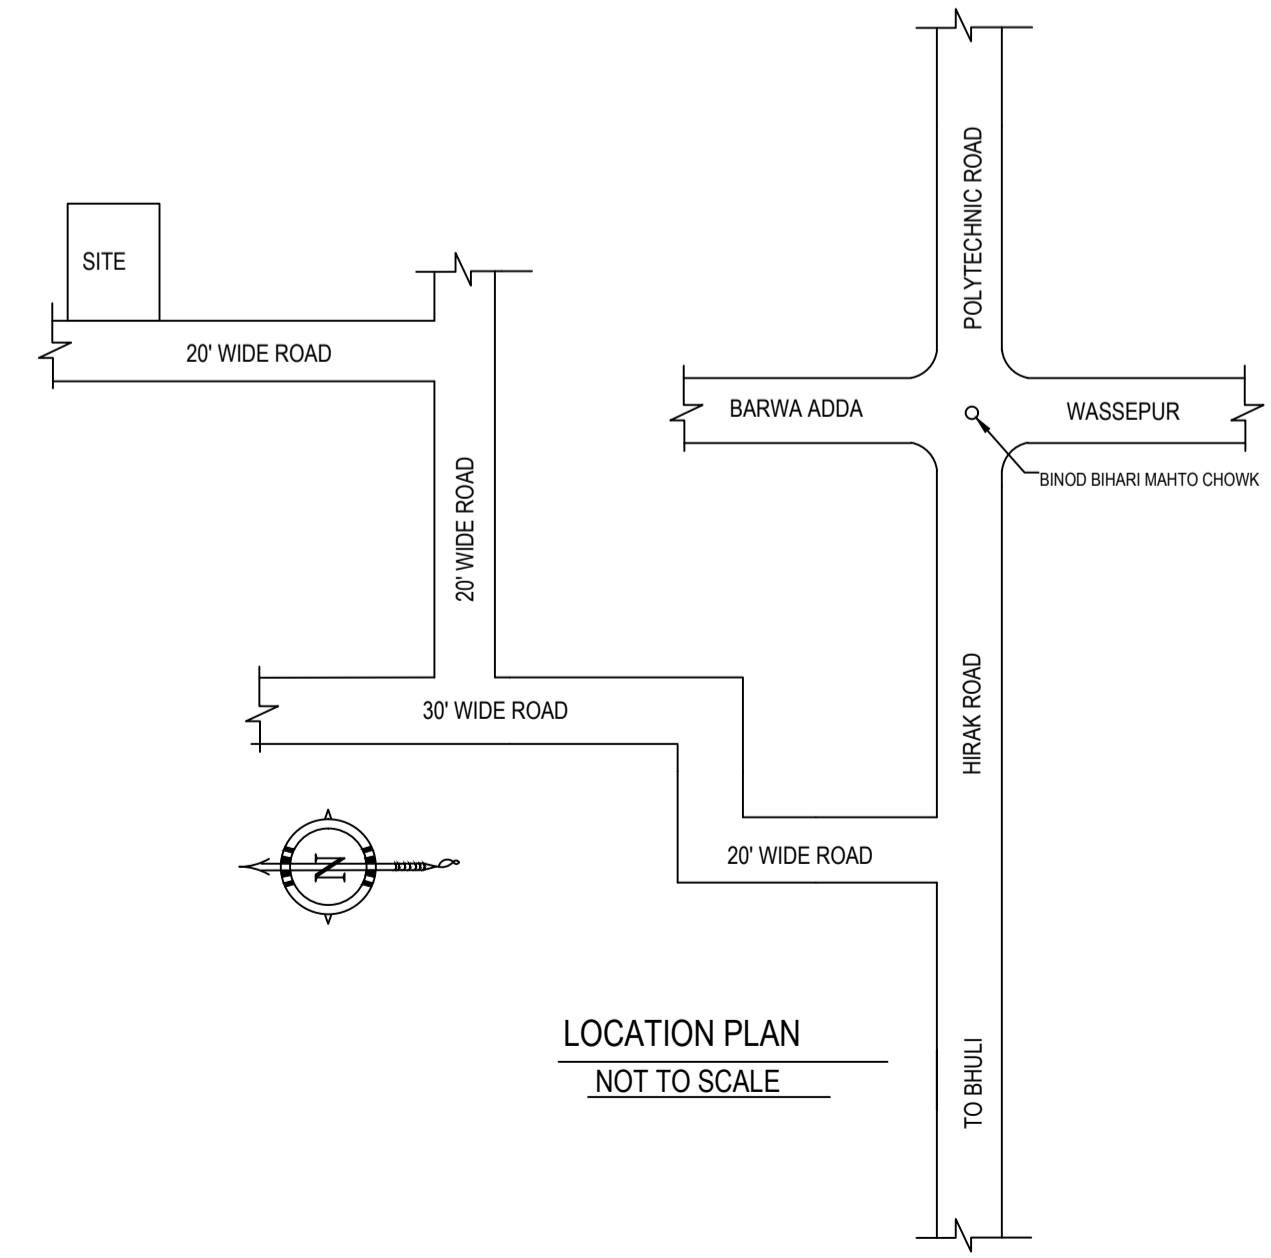 POLYTECHNIC ROAD
SITE
20' WIDE ROAD
BARWA ADDA
WASSEPUR
BINOD BIHARI MAHTO CHOWK
20' WIDE ROAD
30' WIDE ROAD
HIRAK ROAD
20' WIDE ROAD
N
LOCATION PLAN
NOT TO SCALE
TO BHULI